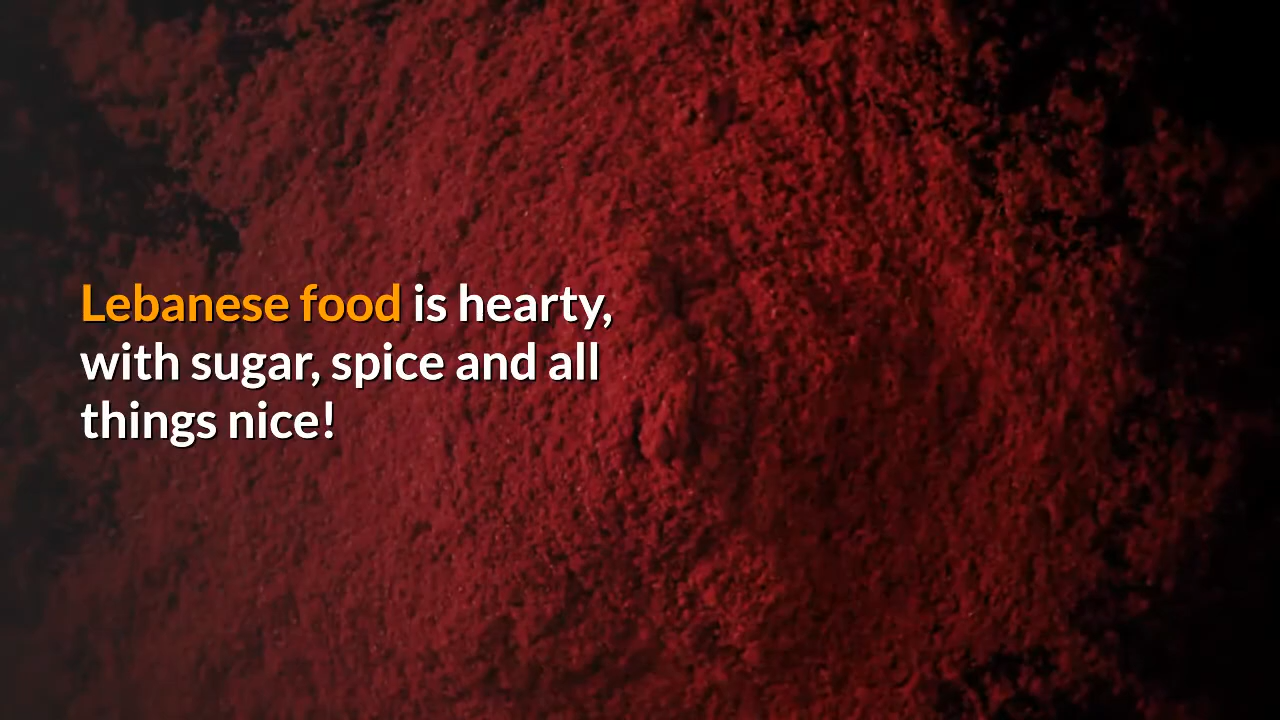 Lebanese food is hearty,
with sugar, spice and all
things nice!